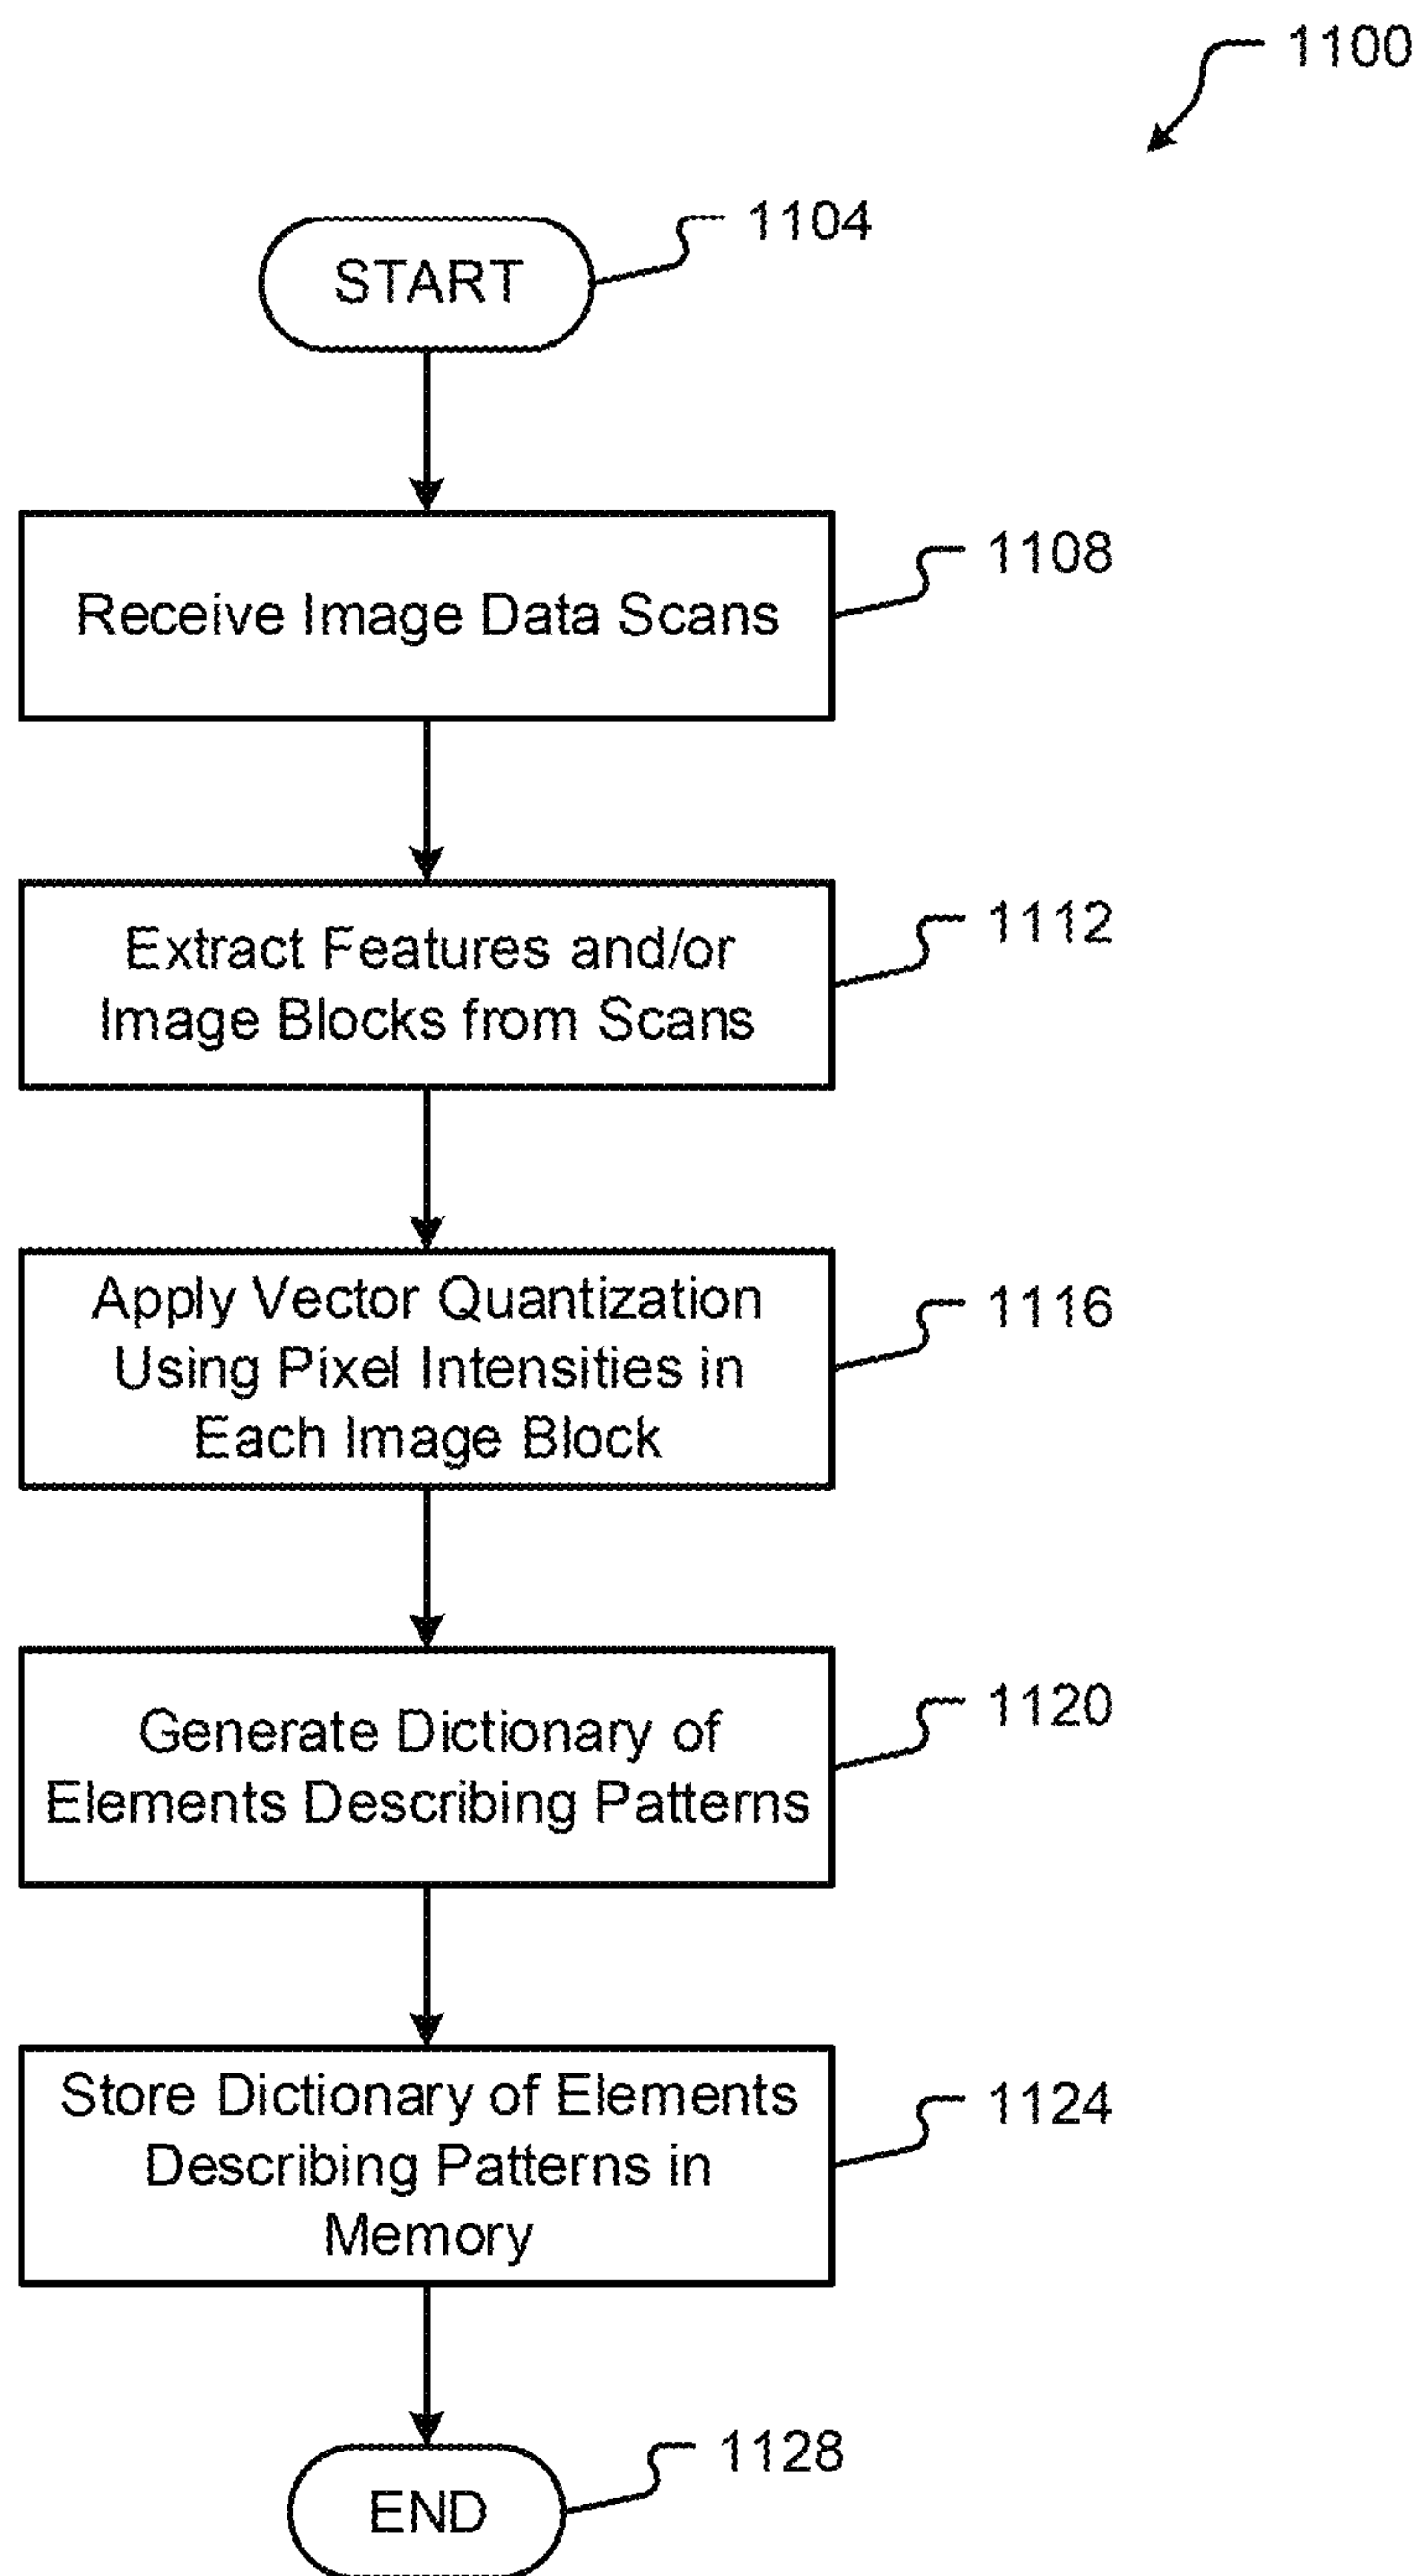 1100
1104
START
1108
Receive Image Data Scans
1112
Extract Features and/or
Image Blocks from Scans
1116
Apply Vector Quantization
Using Pixel Intensities in
Each Image Block
1120
Generate Dictionary of
Elements Describing Patterns
1124
Store Dictionary of Elements
Describing Patterns in
Memory
1128
END